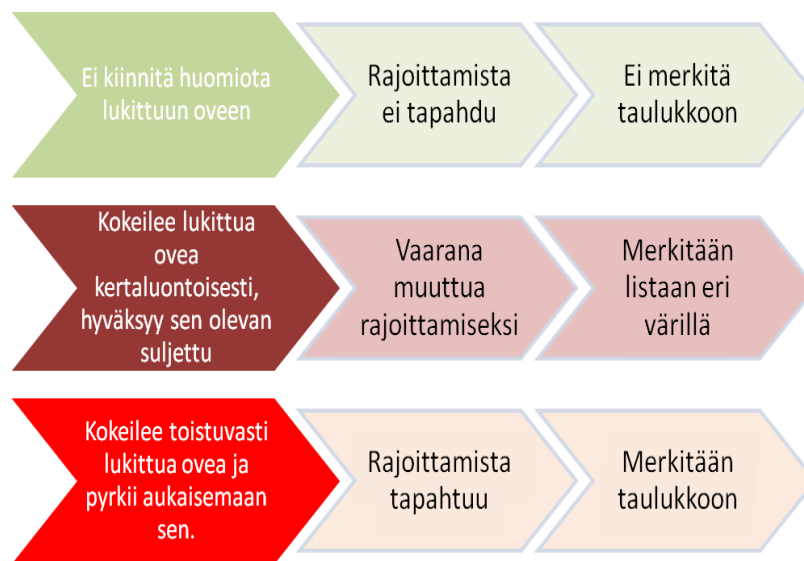 Ei kiinnitä huomiota
lukittuun oveen
Rajoittamista
ei tapahdu
Ei merkitä
taulukkoon
Kokeilee lukittua
ovea
kertaluontoisesti,
hyväksyy sen olevan
suljettu
Vaarana
muuttua
rajoittamiseksi
Merkitään
listaan eri
värillä
Kokeilee toistuvasti
lukittua ovea ja
pyrkii aukaisemaan
sen.
Rajoittamista
tapahtuu
Merkitään
taulukkoon